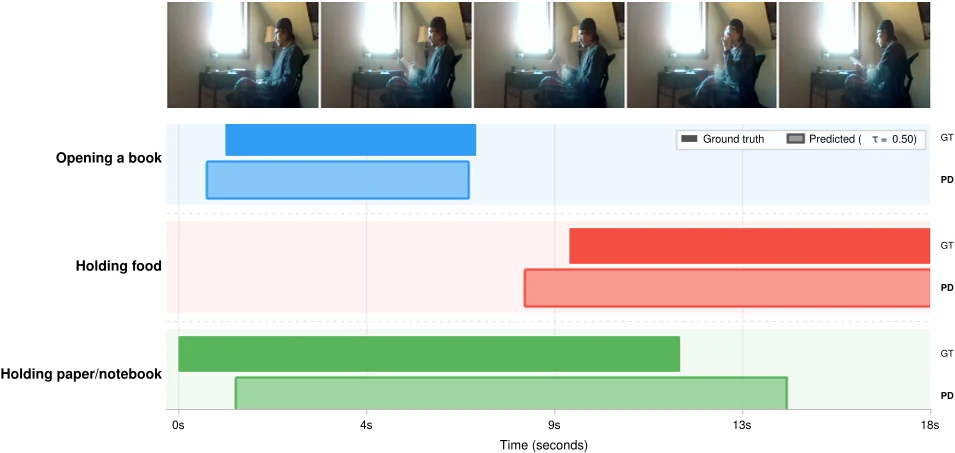 Ground truth
Predicted ( τ = 0.50)
GT
Opening a book
PD
GT
Holding food
PD
GT
Holding paper/notebook
PD
0s 4s 9s 13s 18s
Time (seconds)